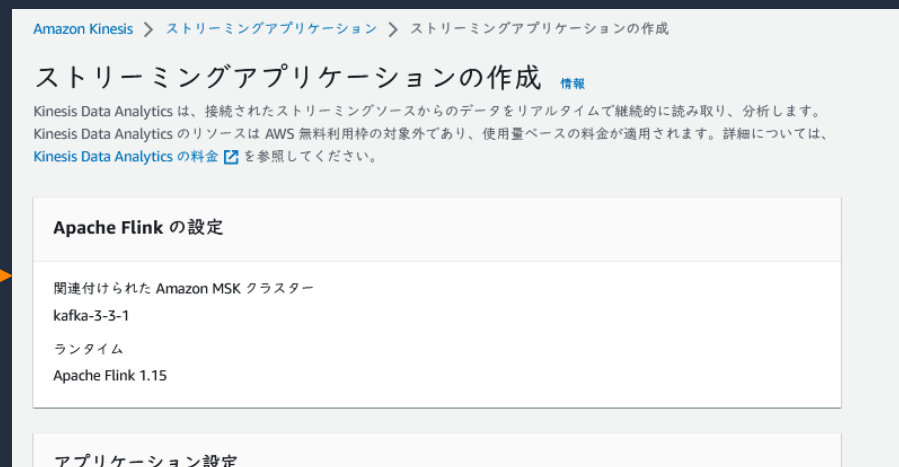 Amazon Kinesis > ストリーミングアプリケーション > ストリーミングアプリケーションの作成
ストリーミングアプリケーションの作成 情報
Kinesis Data Analytics は、接続されたストリーミングソースからのデータをリアルタイムで継続的に読み取り、分析します。
Kinesis Data Analytics のリソースは AWS 無料利用枠の対象外であり、使用量ベースの料金が適用されます。詳細については、
Kinesis Data Analytics の料金 を参照してください。
Apache Flink の設定
関連付けられた Amazon MSK クラスター
kafka-3-3-1
ランタイム
Apache Flink 1.15
アプリケーション設定